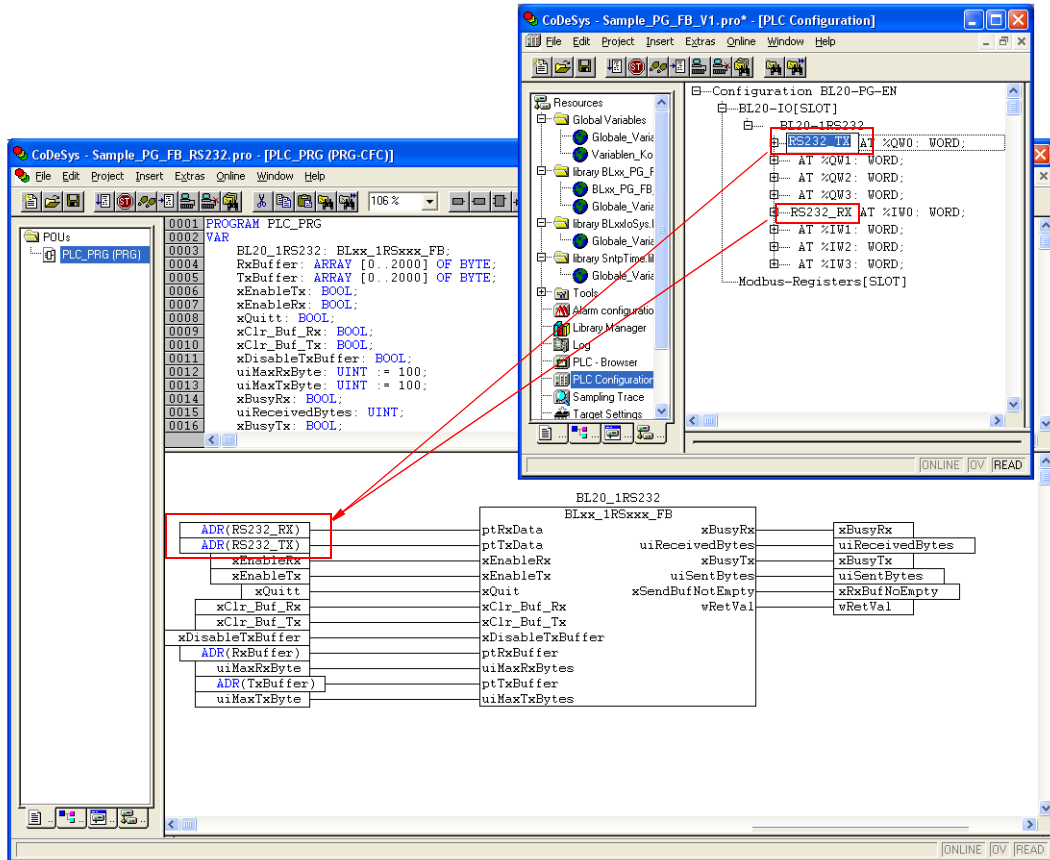 CoDeSys - Sample_PG_FB_V1.pro* - [PLC Configuration]
File Edit Project Insert Extras Online Window Help
Resources
Global Variables
Globale_Varia
Variablen_Ko
library BLxx_PG_F
BLxx_PG_FB_
Globale_Varia
library BLxxIoSys.l
Globale_Varia
library SntpTime.li
Globale_Varia
Tools
Alarm configuratio
Library Manager
Log
PLC - Browser
PLC Configuration
Sampling Trace
Target Settings
Configuration BL20-PG-EN
BL20-IO[SLOT]
BL20-1RS232
RS232_TX AT %QW0: WORD;
AT %QW1: WORD;
AT %QW2: WORD;
AT %QW3: WORD;
RS232_RX AT %IW0: WORD;
AT %IW1: WORD;
AT %IW2: WORD;
AT %IW3: WORD;
Modbus-Registers[SLOT]
ONLINE OV READ
CoDeSys - Sample_PG_FB_RS232.pro - [PLC_PRG (PRG-CFC)]
File Edit Project Insert Extras Online Window Help
106 %
POUs
PLC_PRG (PRG)
0001 PROGRAM PLC_PRG
0002 VAR
0003 BL20_1RS232: BLxx_1RSxxx_FB;
0004 RxBuffer: ARRAY [0..2000] OF BYTE;
0005 TxBuffer: ARRAY [0..2000] OF BYTE;
0006 xEnableTx: BOOL;
0007 xEnableRx: BOOL;
0008 xQuitt: BOOL;
0009 xClr_Buf_Rx: BOOL;
0010 xClr_Buf_Tx: BOOL;
0011 xDisableTxBuffer: BOOL;
0012 uiMaxRxByte: UINT := 100;
0013 uiMaxTxByte: UINT := 100;
0014 xBusyRx: BOOL;
0015 uiReceivedBytes: UINT;
0016 xBusyTx: BOOL;
BL20_1RS232
BLxx_1RSxxx_FB
ADR(RS232_RX) ptRxData xBusyRx xBusyRx
ADR(RS232_TX) ptTxData uiReceivedBytes uiReceivedBytes
xEnableRx xEnableRx xBusyTx xBusyTx
xEnableTx xEnableTx uiSentBytes uiSentBytes
xQuitt xQuit xSendBufNotEmpty xRxBufNoEmpty
xClr_Buf_Rx xClr_Buf_Rx wRetVal wRetVal
xClr_Buf_Tx xClr_Buf_Tx
xDisableTxBuffer xDisableTxBuffer
ADR(RxBuffer) ptRxBuffer
uiMaxRxByte uiMaxRxBytes
ADR(TxBuffer) ptTxBuffer
uiMaxTxByte uiMaxTxBytes
ONLINE OV READ